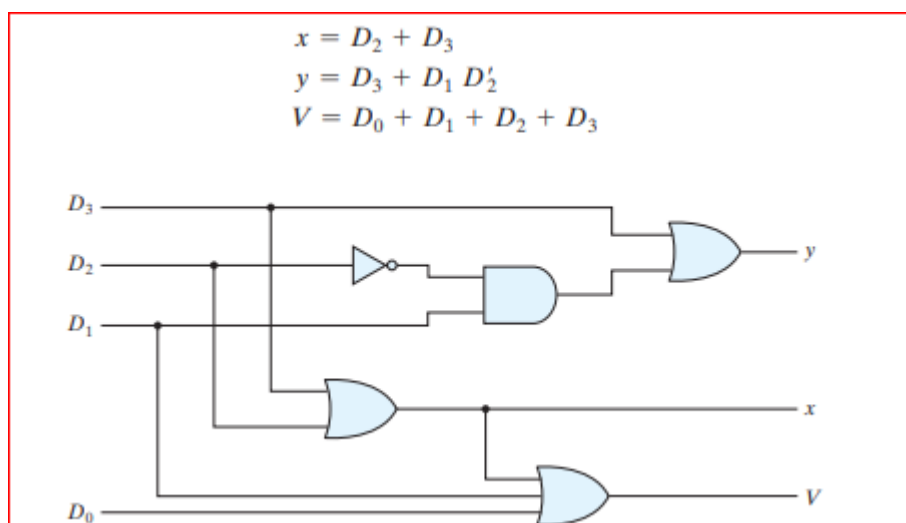 x = D₂ + D₃
y = D₃ + D₁ D′₂
V = D₀ + D₁ + D₂ + D₃
D₃
y
D₂
D₁
x
V
D₀